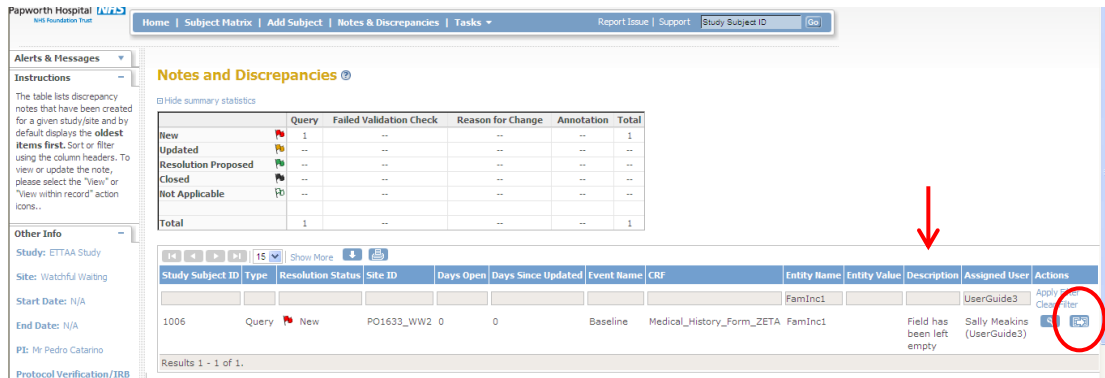 Papworth Hospital NHS
NHS Foundation Trust
Home | Subject Matrix | Add Subject | Notes & Discrepancies | Tasks
Report Issue | Support Study Subject ID Go
Alerts & Messages
Instructions
The table lists discrepancy
notes that have been created
for a given study/site and by
default displays the oldest
items first. Sort or filter
using the column headers. To
view or update the note,
please select the "View" or
"View within record" action
icons..
Other Info
Study: ETTAA Study
Site: Watchful Waiting
Start Date: N/A
End Date: N/A
PI: Mr Pedro Catarino
Protocol Verification/IRB
Notes and Discrepancies ?
Hide summary statistics
Query Failed Validation Check Reason for Change Annotation Total
New 1 -- -- -- 1
Updated -- -- -- -- --
Resolution Proposed -- -- -- -- --
Closed -- -- -- -- --
Not Applicable -- -- -- -- --
Total 1 -- -- -- 1
15 Show More
Study Subject ID Type Resolution Status Site ID Days Open Days Since Updated Event Name CRF Entity Name Entity Value Description Assigned User Actions
FamInc1 UserGuide3 Apply Filter
Clear Filter
1006 Query New PO1633_WW2 0 0 Baseline Medical_History_Form_ZETA FamInc1 Field has Sally Meakins
been left (UserGuide3)
empty
Results 1 - 1 of 1.